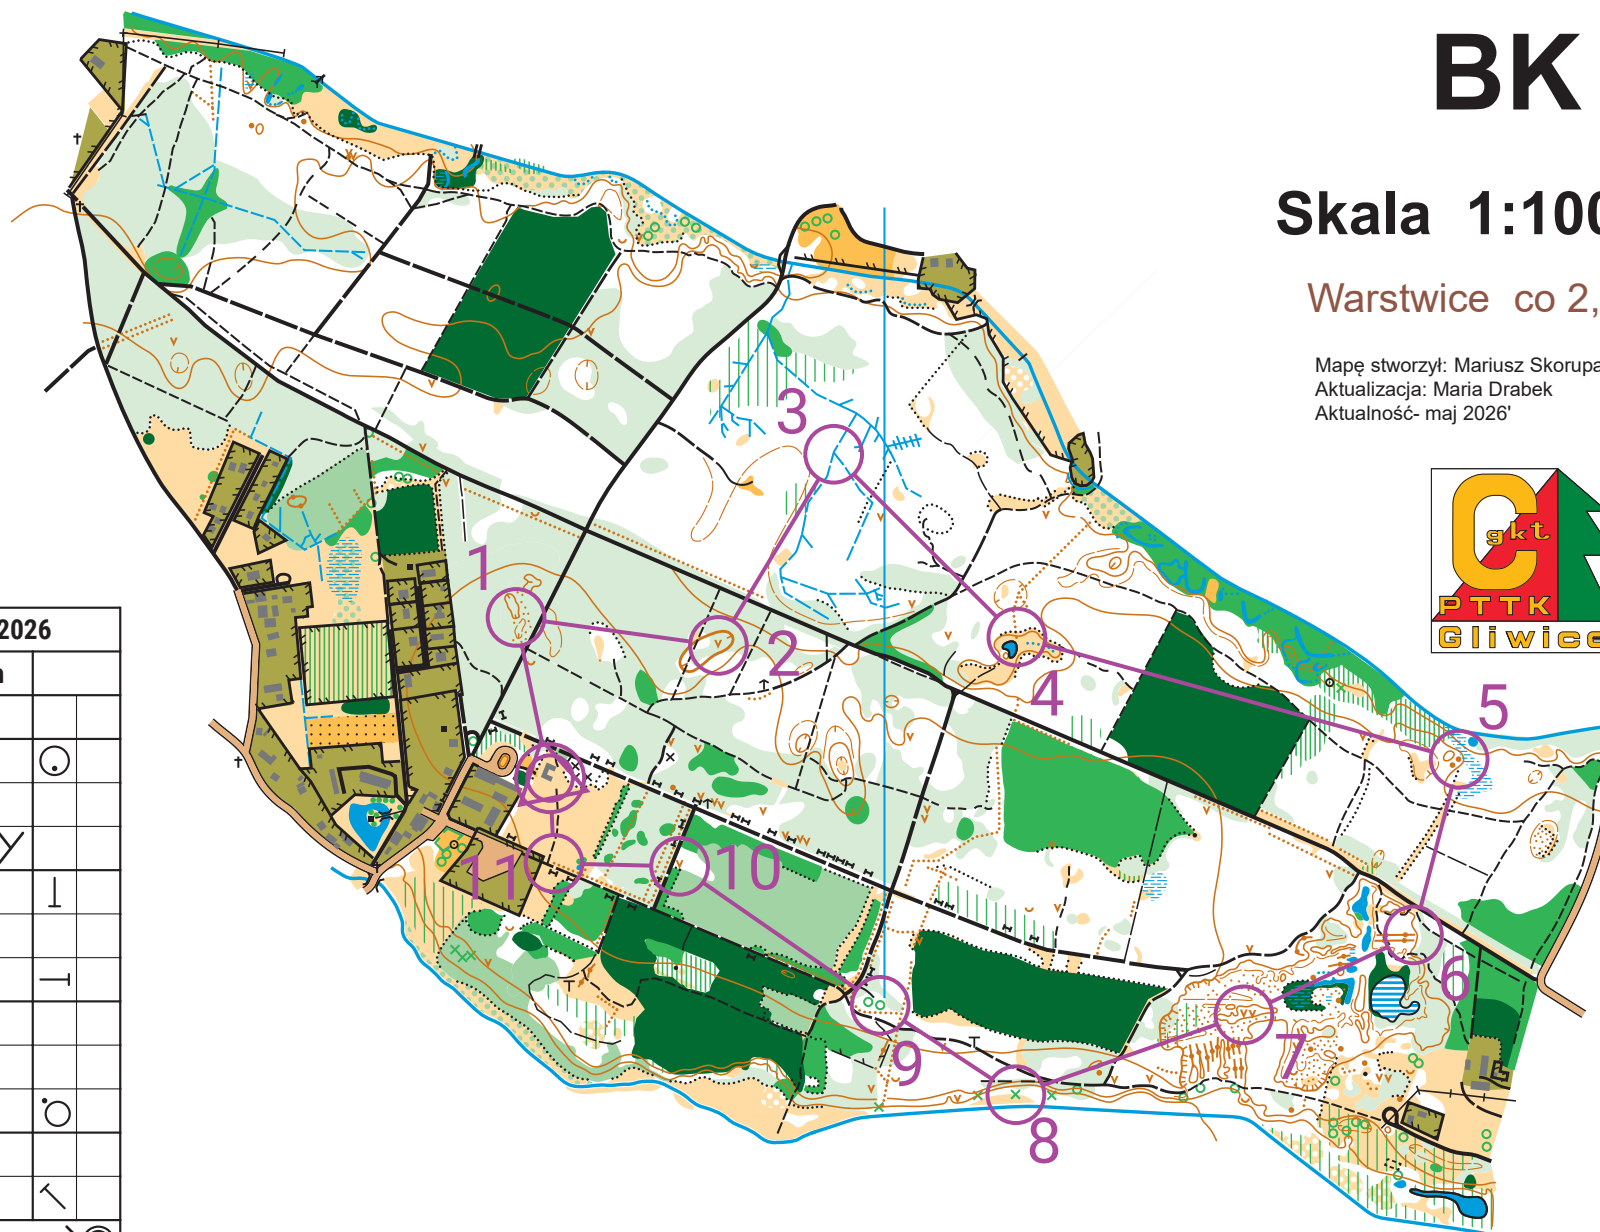 BK
Skala 1:100
Warstwice co 2,
Mapę stworzył: Mariusz Skorupa
Aktualizacja: Maria Drabek
Aktualność- maj 2026'
gkt
PTTK
Gliwice
2026
1
2
3
4
5
6
7
8
9
10
11